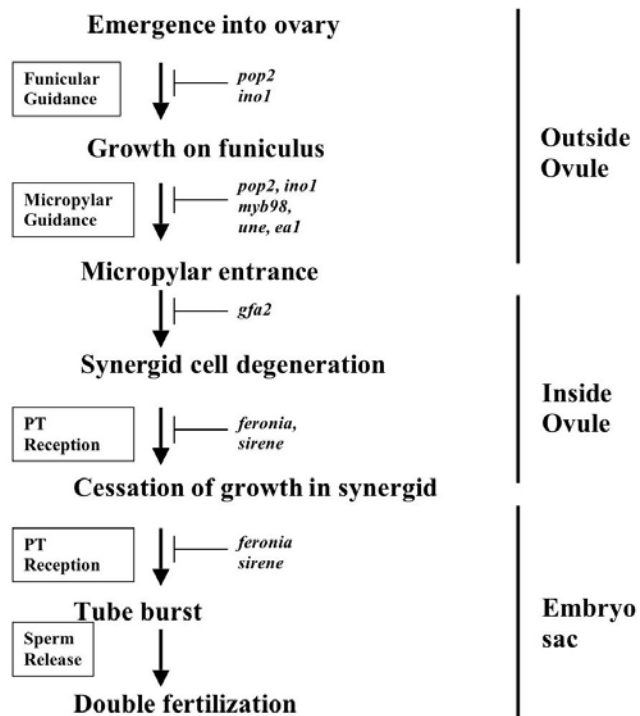 Emergence into ovary
Funicular
Guidance
pop2
ino1
Growth on funiculus
Micropylar
Guidance
pop2, ino1
myb98,
une, ea1
Micropylar entrance
gfa2
Synergid cell degeneration
PT
Reception
feronia,
sirene
Cessation of growth in synergid
PT
Reception
feronia
sirene
Tube burst
Sperm
Release
Double fertilization
Outside
Ovule
Inside
Ovule
Embryo
sac